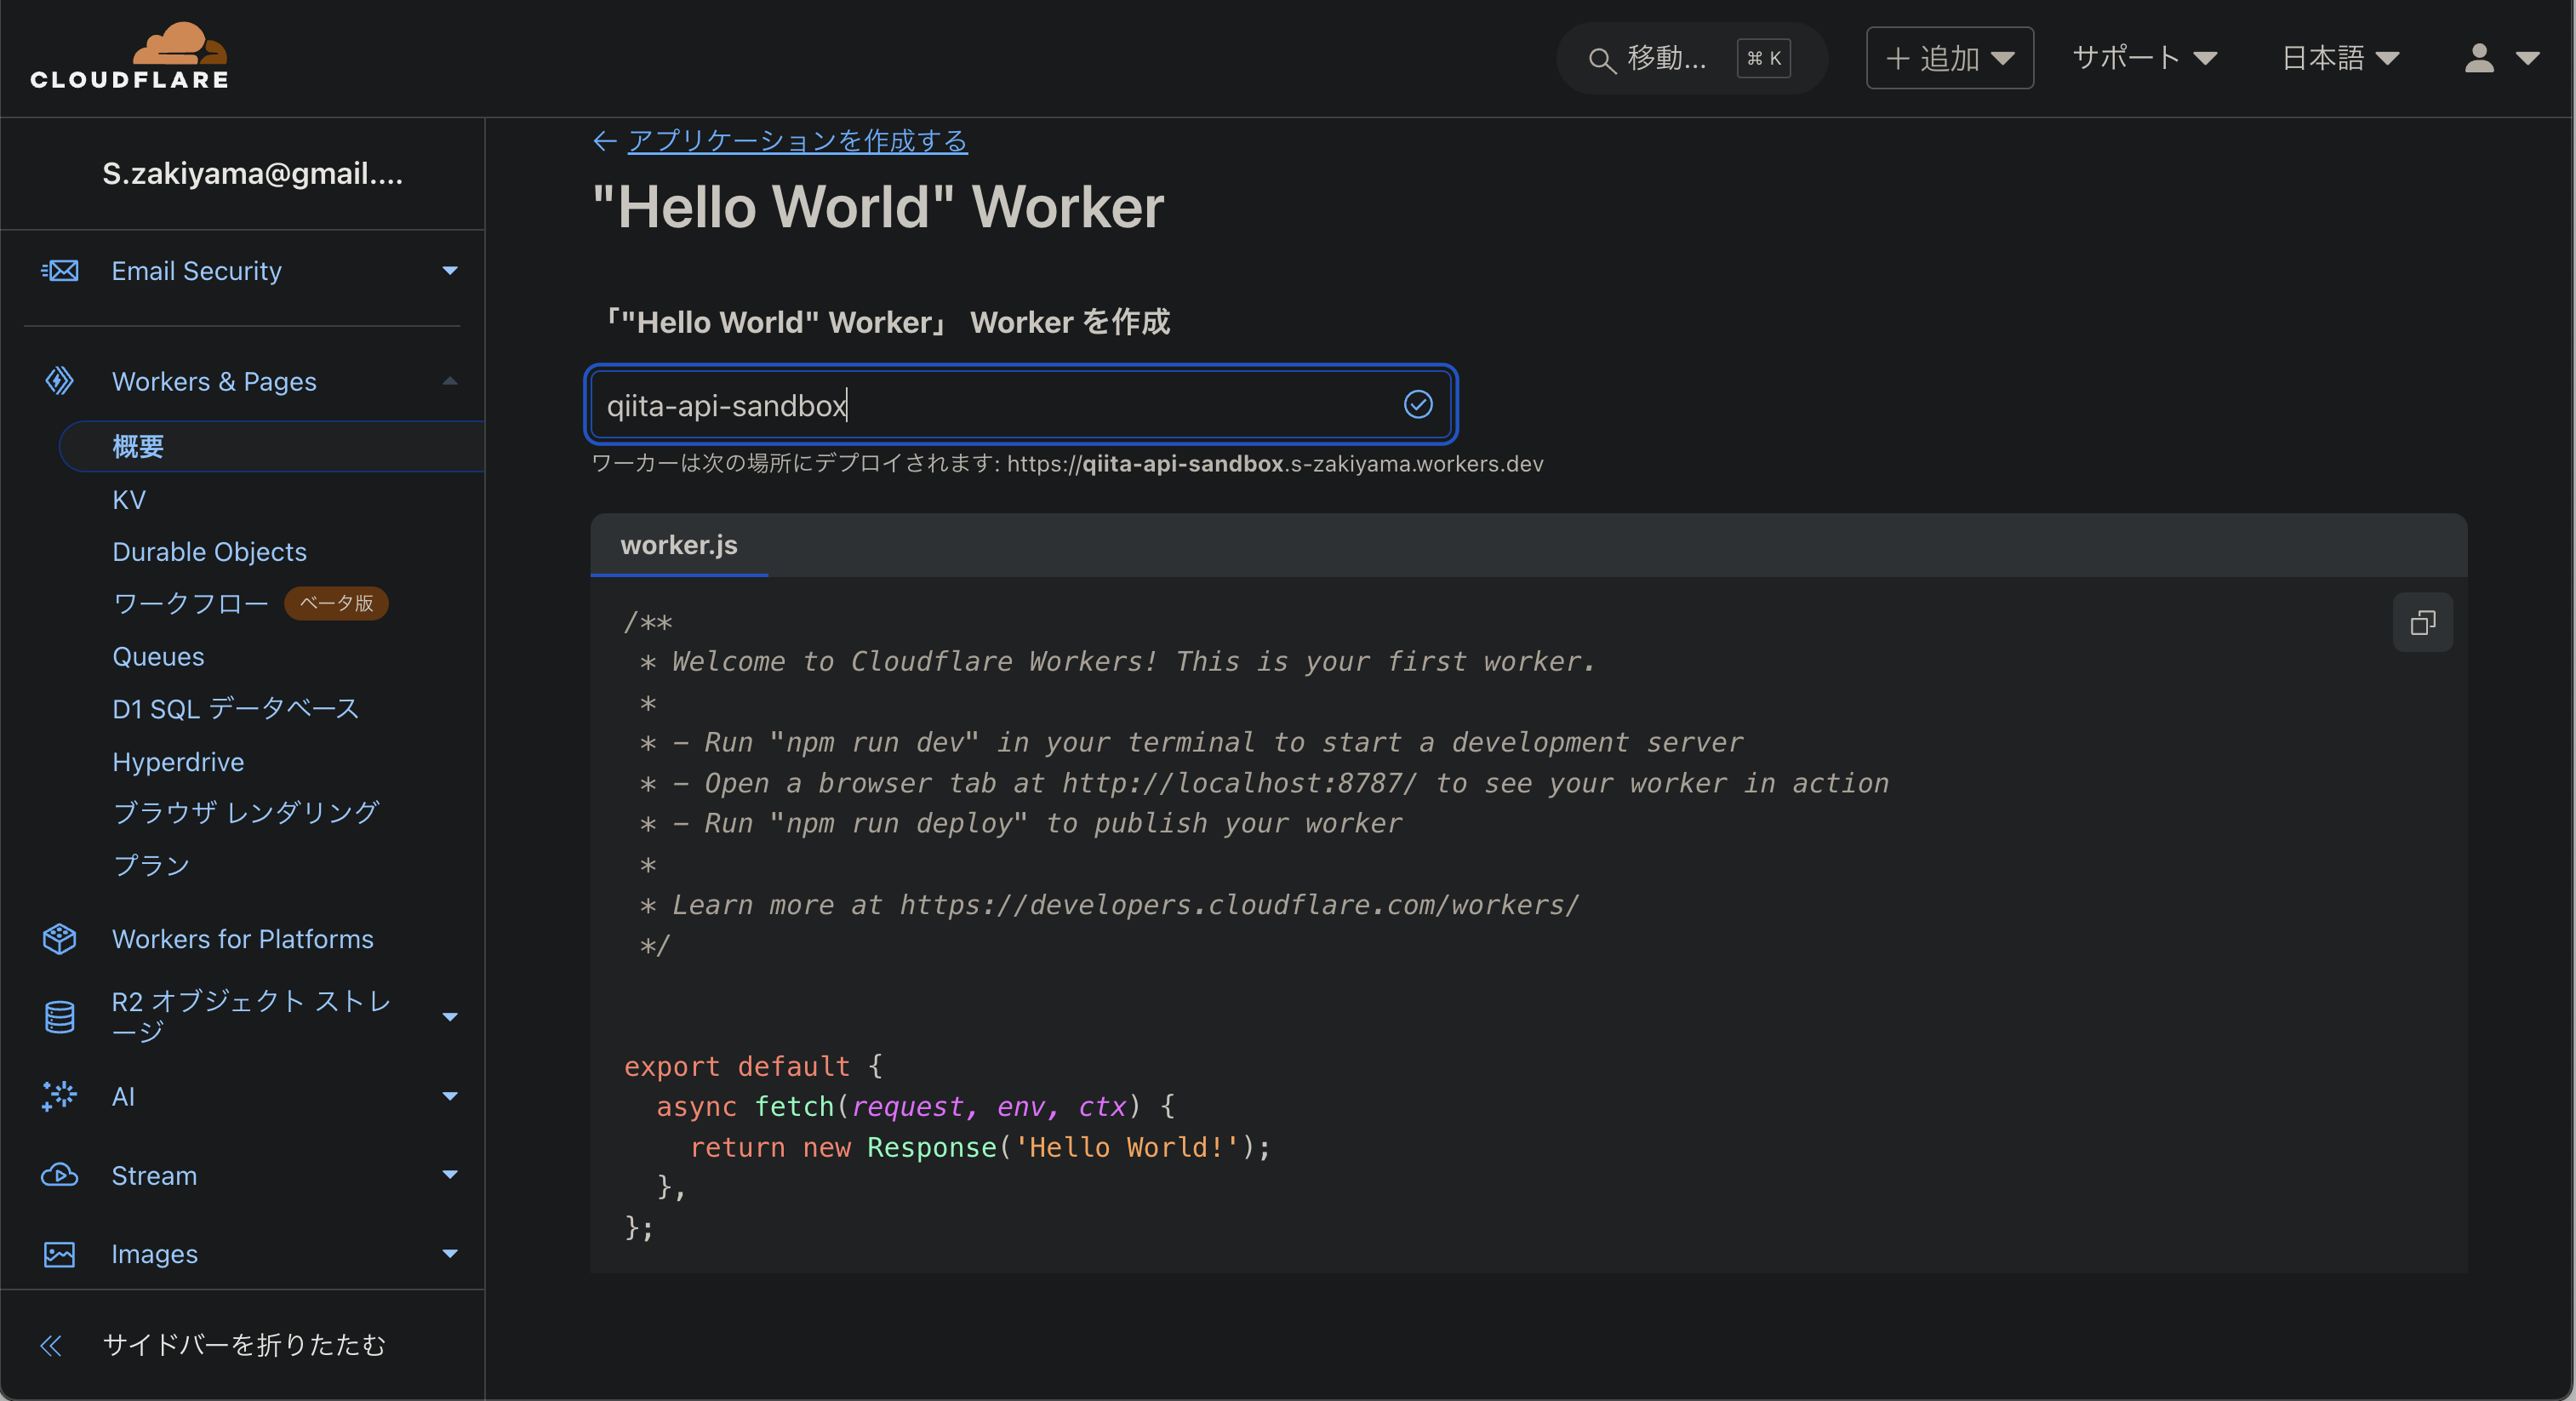 CLOUDFLARE
移動... ⌘ K
+ 追加
サポート
日本語
S.zakiyama@gmail....
Email Security
Workers & Pages
概要
KV
Durable Objects
ワークフロー ベータ版
Queues
D1 SQL データベース
Hyperdrive
ブラウザ レンダリング
プラン
Workers for Platforms
R2 オブジェクト ストレ
ージ
AI
Stream
Images
サイドバーを折りたたむ
← アプリケーションを作成する
"Hello World" Worker
「"Hello World" Worker」 Worker を作成
qiita-api-sandbox
ワーカーは次の場所にデプロイされます: https://qiita-api-sandbox.s-zakiyama.workers.dev
worker.js
/**
 * Welcome to Cloudflare Workers! This is your first worker.
 *
 * - Run "npm run dev" in your terminal to start a development server
 * - Open a browser tab at http://localhost:8787/ to see your worker in action
 * - Run "npm run deploy" to publish your worker
 *
 * Learn more at https://developers.cloudflare.com/workers/
 */
export default {
  async fetch(request, env, ctx) {
    return new Response('Hello World!');
  },
};